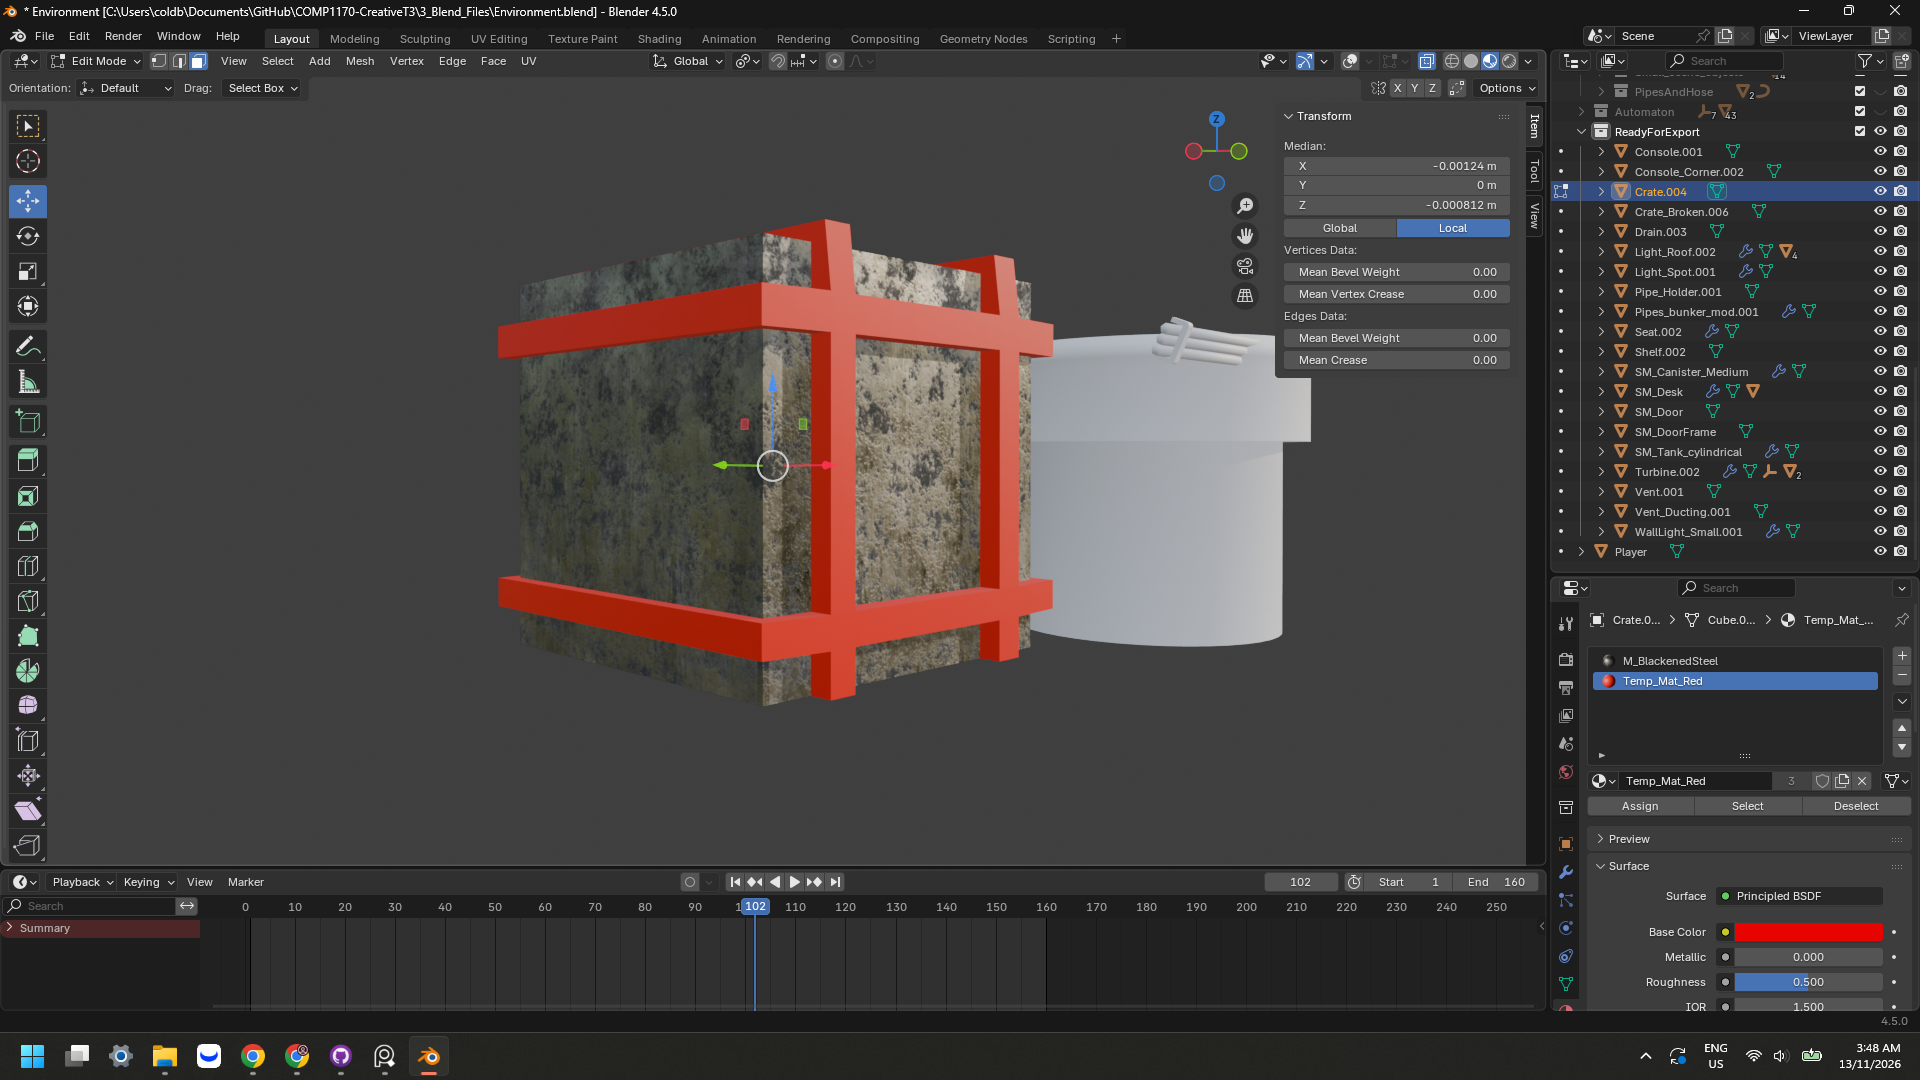 * Environment [C:\Users\coldb\Documents\GitHub\COMP1170-CreativeT3\3_Blend_Files\Environment.blend] - Blender 4.5.0
File Edit Render Window Help
Layout Modeling Sculpting UV Editing Texture Paint Shading Animation Rendering Compositing Geometry Nodes Scripting +
Scene
ViewLayer
Edit Mode View Select Add Mesh Vertex Edge Face UV
Global
Search
Orientation: Default Drag: Select Box
X Y Z Options
PipesAndHose 2
Automaton 7 43
ReadyForExport
Console.001
Console_Corner.002
Crate.004
Crate_Broken.006
Drain.003
Light_Roof.002 4
Light_Spot.001
Pipe_Holder.001
Pipes_bunker_mod.001
Seat.002
Shelf.002
SM_Canister_Medium
SM_Desk
SM_Door
SM_DoorFrame
SM_Tank_cylindrical
Turbine.002 2
Vent.001
Vent_Ducting.001
WallLight_Small.001
Player
Z
Transform
Median:
X -0.00124 m
Y 0 m
Z -0.000812 m
Global Local
Vertices Data:
Mean Bevel Weight 0.00
Mean Vertex Crease 0.00
Edges Data:
Mean Bevel Weight 0.00
Mean Crease 0.00
Item
Tool
View
Search
Crate.0... Cube.0... Temp_Mat_...
M_BlackenedSteel
Temp_Mat_Red
Temp_Mat_Red 3
Assign Select Deselect
Preview
Surface
Surface Principled BSDF
Base Color
Metallic 0.000
Roughness 0.500
IOR 1.500
Playback Keying View Marker
102 Start 1 End 160
Search
0 10 20 30 40 50 60 70 80 90 102 110 120 130 140 150 160 170 180 190 200 210 220 230 240 250
Summary
4.5.0
ENG
US
3:48 AM
13/11/2026